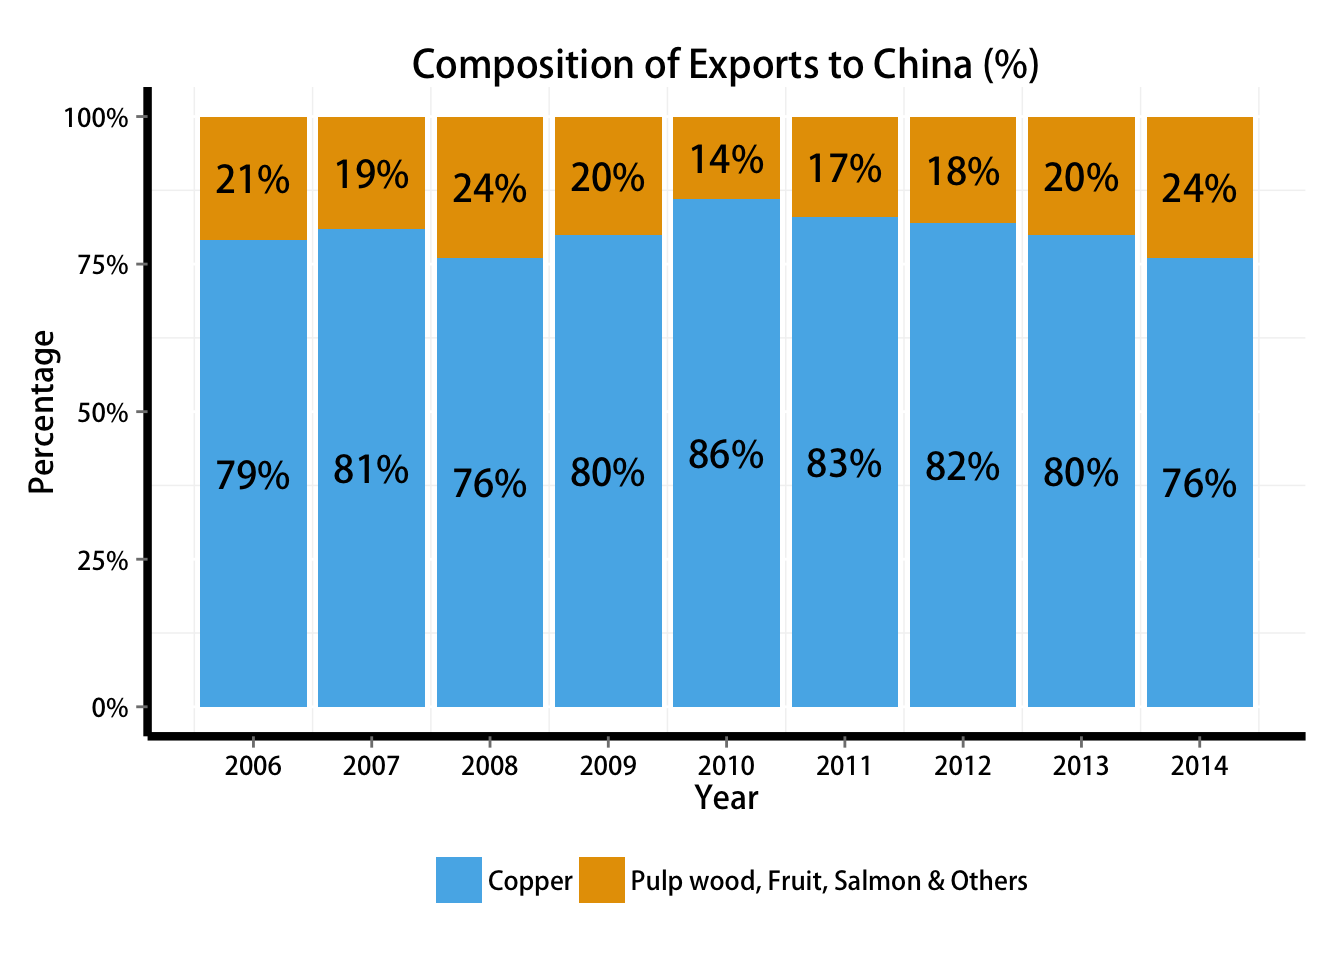 Composition of Exports to China (%)
Percentage
100%
75%
50%
25%
0%
21% 19% 24% 20% 14% 17% 18% 20% 24%
79% 81% 76% 80% 86% 83% 82% 80% 76%
2006 2007 2008 2009 2010 2011 2012 2013 2014
Year
Copper Pulp wood, Fruit, Salmon & Others